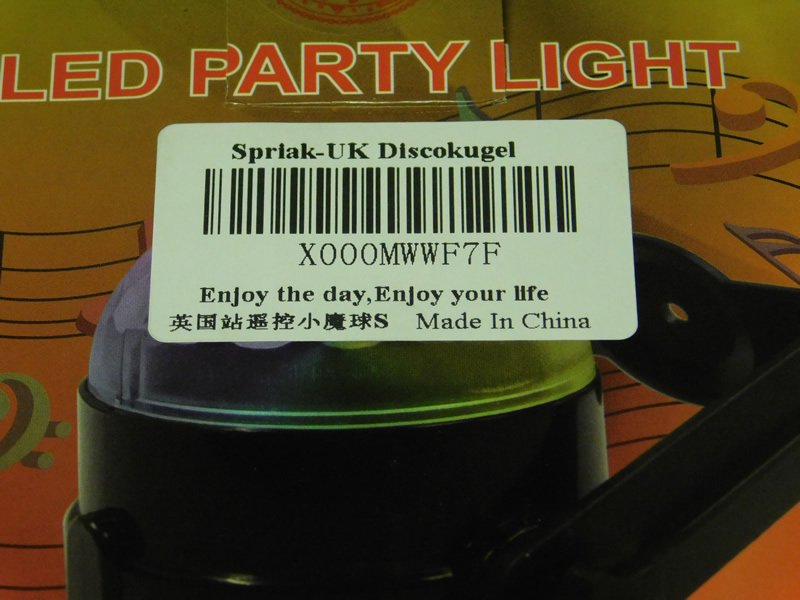 LED PARTY LIGHT
Spriak-UK Discokugel
X000MWWF7F
Enjoy the day,Enjoy your life
英国站遥控小魔球S Made In China